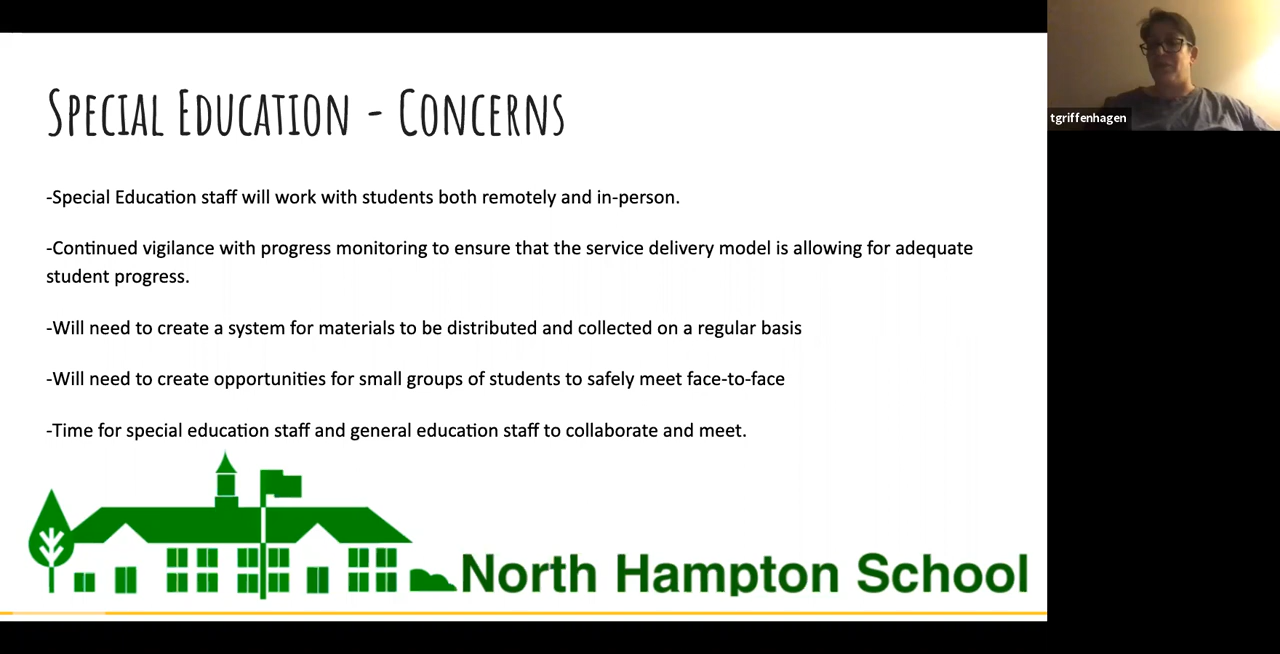 Special Education - Concerns
-Special Education staff will work with students both remotely and in-person.
-Continued vigilance with progress monitoring to ensure that the service delivery model is allowing for adequate
student progress.
-Will need to create a system for materials to be distributed and collected on a regular basis
-Will need to create opportunities for small groups of students to safely meet face-to-face
-Time for special education staff and general education staff to collaborate and meet.
North Hampton School
tgriffenhagen